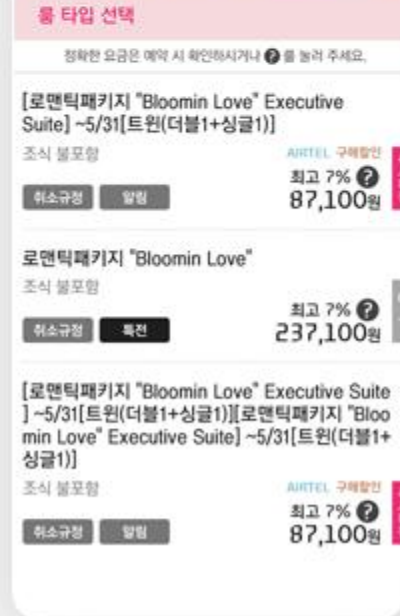 룸 타입 선택
정확한 요금은 예약 시 확인하시거나 ? 를 눌러 주세요.
[로맨틱패키지 "Bloomin Love" Executive
Suite] ~5/31[트윈(더블1+싱글1)]
조식 불포함
AIRTEL 구매할인
최고 7% ?
취소규정 알림
87,100원
로맨틱패키지 "Bloomin Love"
조식 불포함
최고 7% ?
취소규정 특전
237,100원
[로맨틱패키지 "Bloomin Love" Executive Suite
] ~5/31[트윈(더블1+싱글1)][로맨틱패키지 "Bloo
min Love" Executive Suite] ~5/31[트윈(더블1+
싱글1)]
조식 불포함
AIRTEL 구매할인
최고 7% ?
취소규정 알림
87,100원